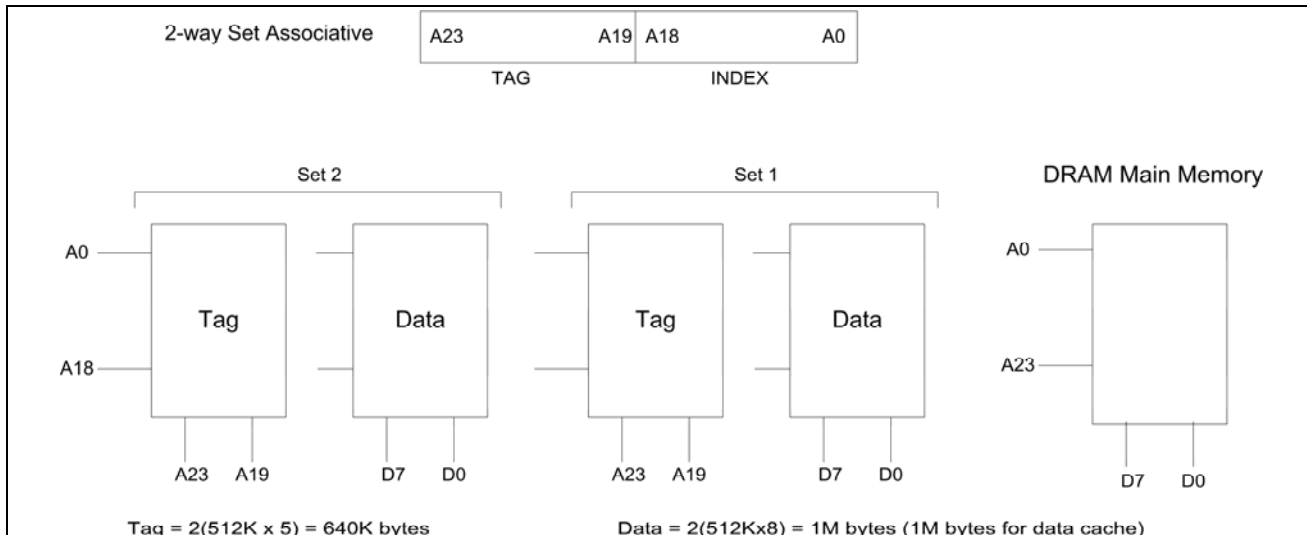 2-way Set Associative
A23 A19 A18 A0
TAG INDEX
Set 2 Set 1 DRAM Main Memory
A0 A0
Tag Data Tag Data
A18 A23
A23 A19 D7 D0 A23 A19 D7 D0 D7 D0
Tag = 2(512K x 5) = 640K bytes Data = 2(512Kx8) = 1M bytes (1M bytes for data cache)